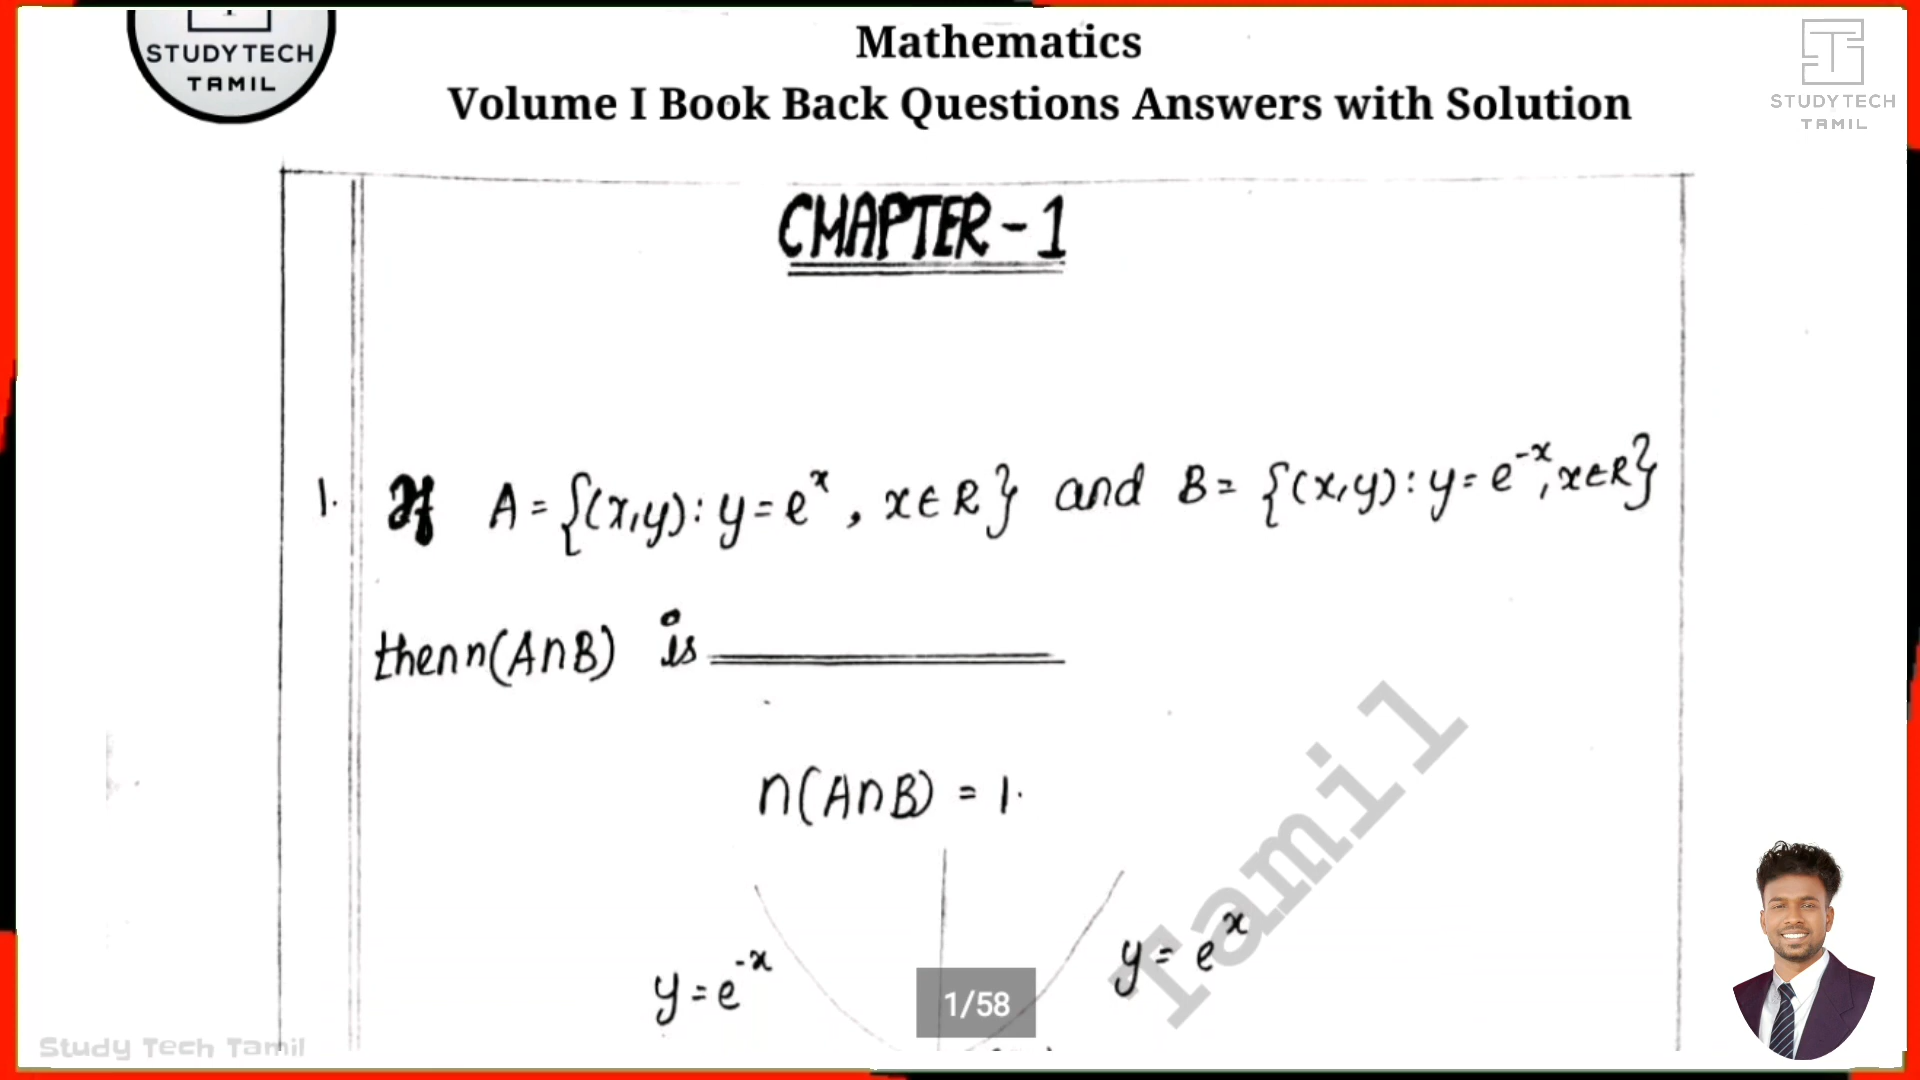 STUDY TECH
TAMIL
Mathematics
Volume I Book Back Questions Answers with Solution
STUDY TECH
TAMIL
CHAPTER - 1
1. If A = {(x,y) : y = e^x, x∈R} and B = {(x,y) : y = e^-x, x∈R}
then n(A∩B) is
n(A∩B) = 1.
y = e^-x
y = e^x
Tamil
1/58
Study Tech Tamil